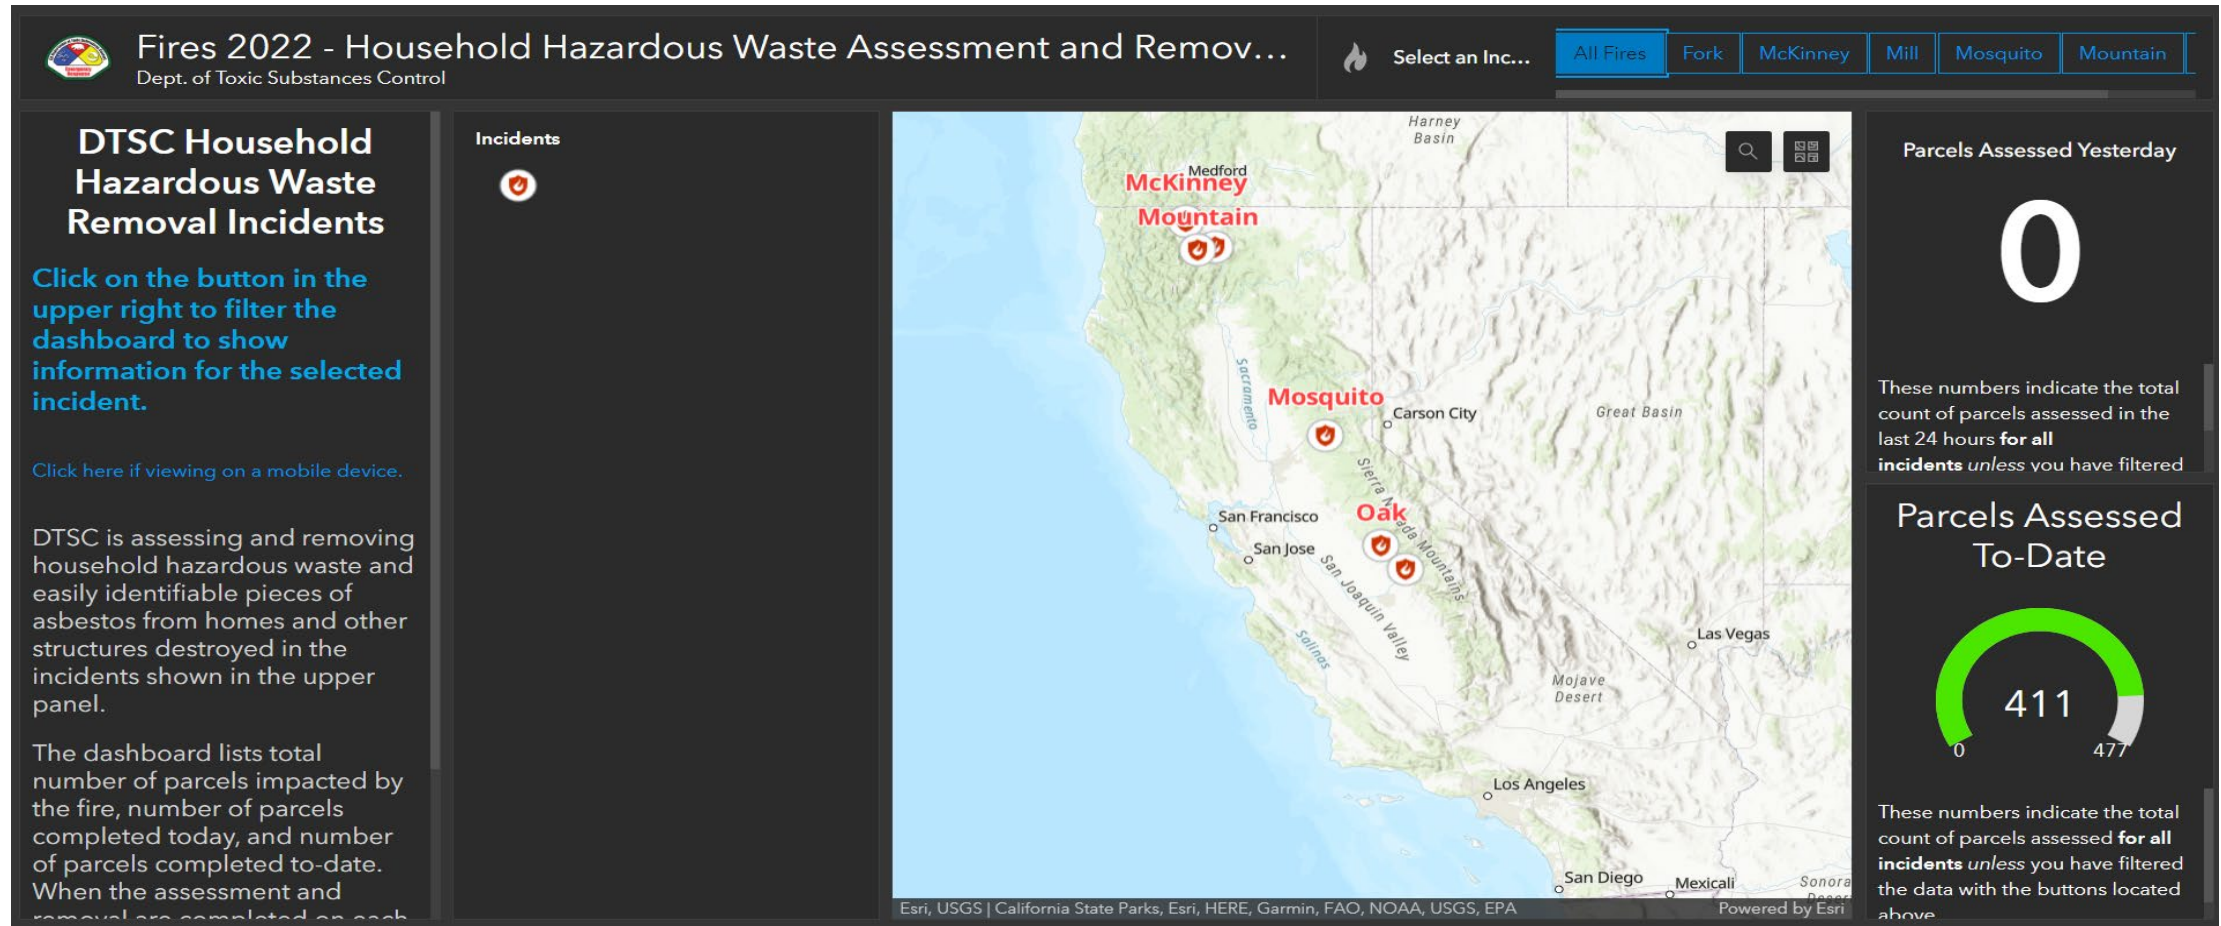 Fires 2022 - Household Hazardous Waste Assessment and Remov...
Dept. of Toxic Substances Control
Select an Inc...
All Fires
Fork
McKinney
Mill
Mosquito
Mountain
DTSC Household
Hazardous Waste
Removal Incidents
Click on the button in the
upper right to filter the
dashboard to show
information for the selected
incident.
Click here if viewing on a mobile device.
DTSC is assessing and removing
household hazardous waste and
easily identifiable pieces of
asbestos from homes and other
structures destroyed in the
incidents shown in the upper
panel.
The dashboard lists total
number of parcels impacted by
the fire, number of parcels
completed today, and number
of parcels completed to-date.
When the assessment and
removal are completed on each
Incidents
Harney
Basin
Medford
McKinney
Mountain
Sacramento
Mosquito
Carson City
Great Basin
Sierra Nevada Mountains
San Francisco
Oak
San Jose
San Joaquin Valley
Salinas
Las Vegas
Mojave
Desert
Los Angeles
San Diego
Mexicali
Sonora
Esri, USGS | California State Parks, Esri, HERE, Garmin, FAO, NOAA, USGS, EPA
Powered by Esri
Parcels Assessed Yesterday
0
These numbers indicate the total
count of parcels assessed in the
last 24 hours for all
incidents unless you have filtered
Parcels Assessed
To-Date
411
0
477
These numbers indicate the total
count of parcels assessed for all
incidents unless you have filtered
the data with the buttons located
above